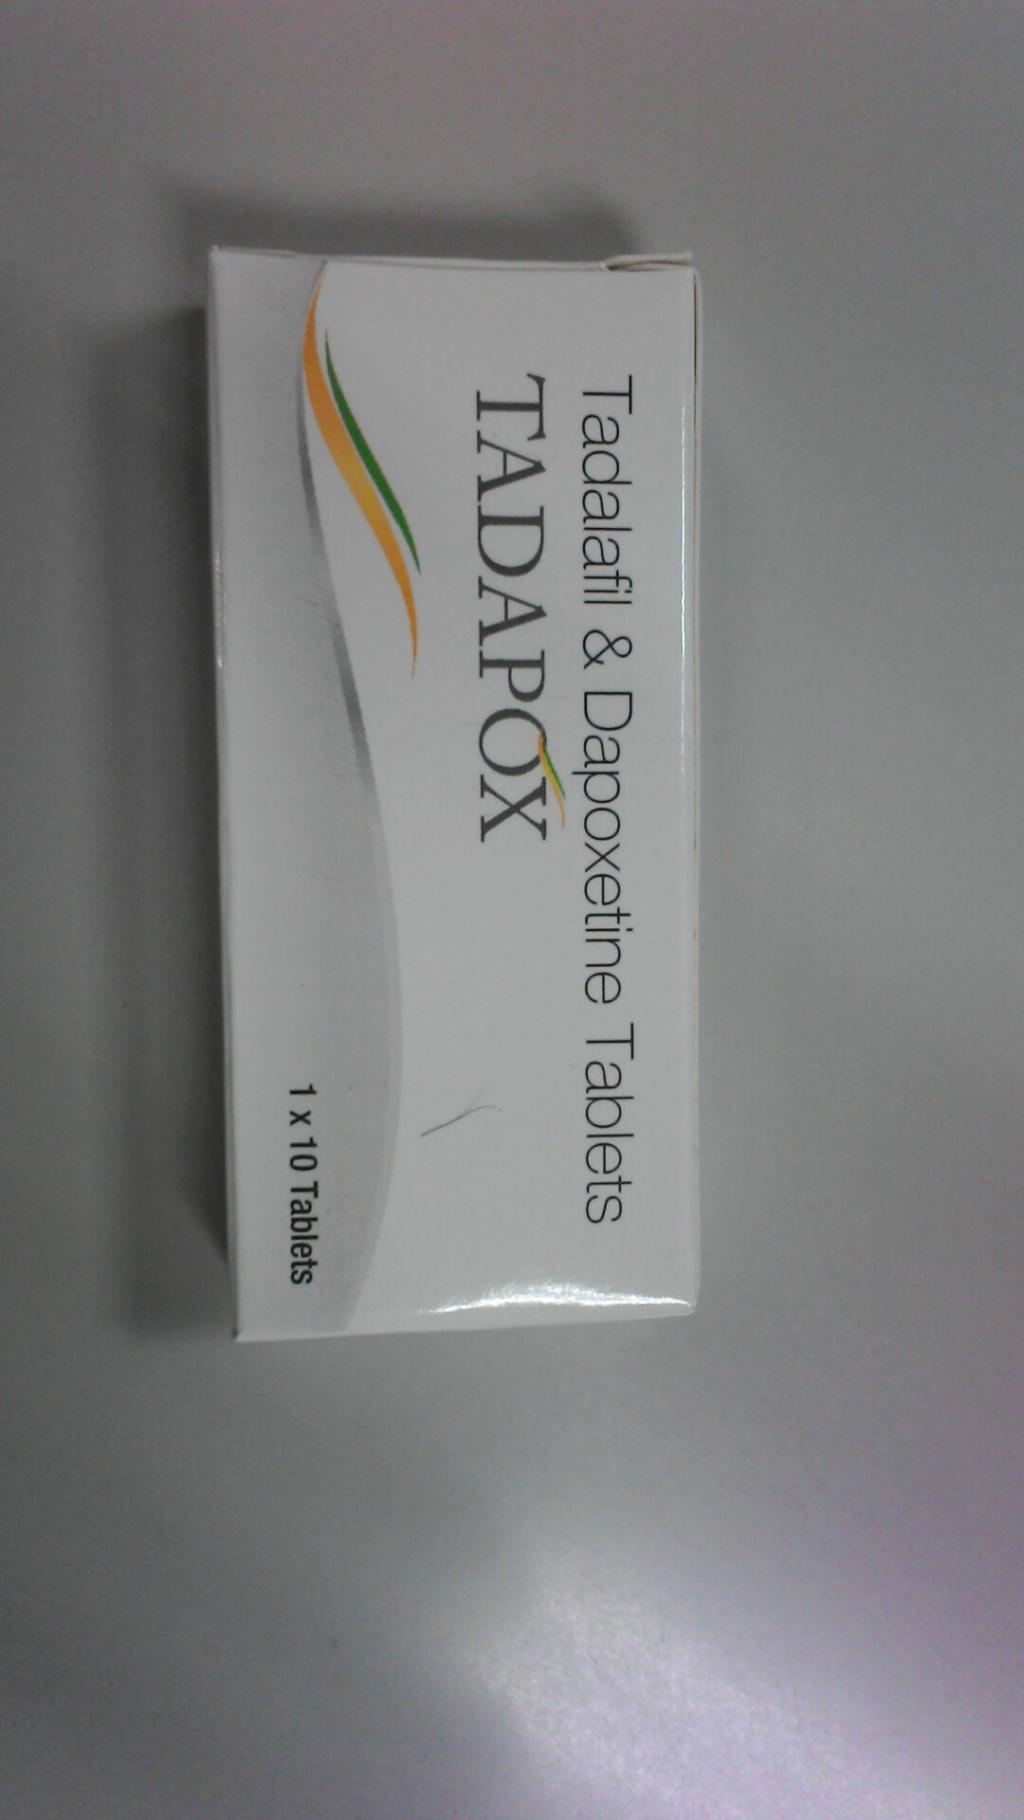 Tadalafil & Dapoxetine Tablets
TADAPOX
1 x 10 Tablets